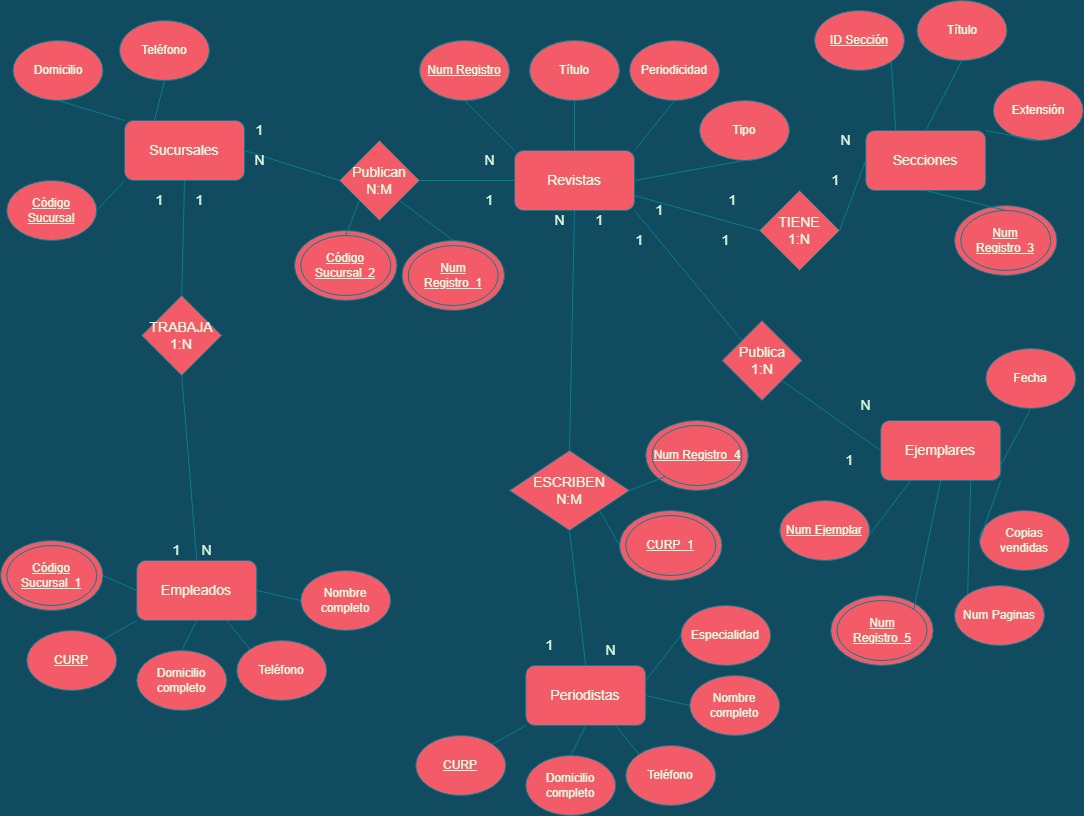 Domicilio
Teléfono
Sucursales
Código
Sucursal
1
N
1
1
Publican
N:M
Código
Sucursal_2
Num
Registro_1
N
1
Num Registro
Título
Periodicidad
Tipo
Revistas
N
1
1
1
1
1
TIENE
1:N
N
1
ID Sección
Título
Extensión
Secciones
Num
Registro_3
TRABAJA
1:N
Publica
1:N
N
1
Fecha
Ejemplares
Num Ejemplar
Copias
vendidas
Num Paginas
Num
Registro_5
ESCRIBEN
N:M
Num Registro_4
CURP_1
1
N
Código
Sucursal_1
Empleados
Nombre
completo
CURP
Domicilio
completo
Teléfono
1
N
Especialidad
Periodistas
Nombre
completo
CURP
Domicilio
completo
Teléfono